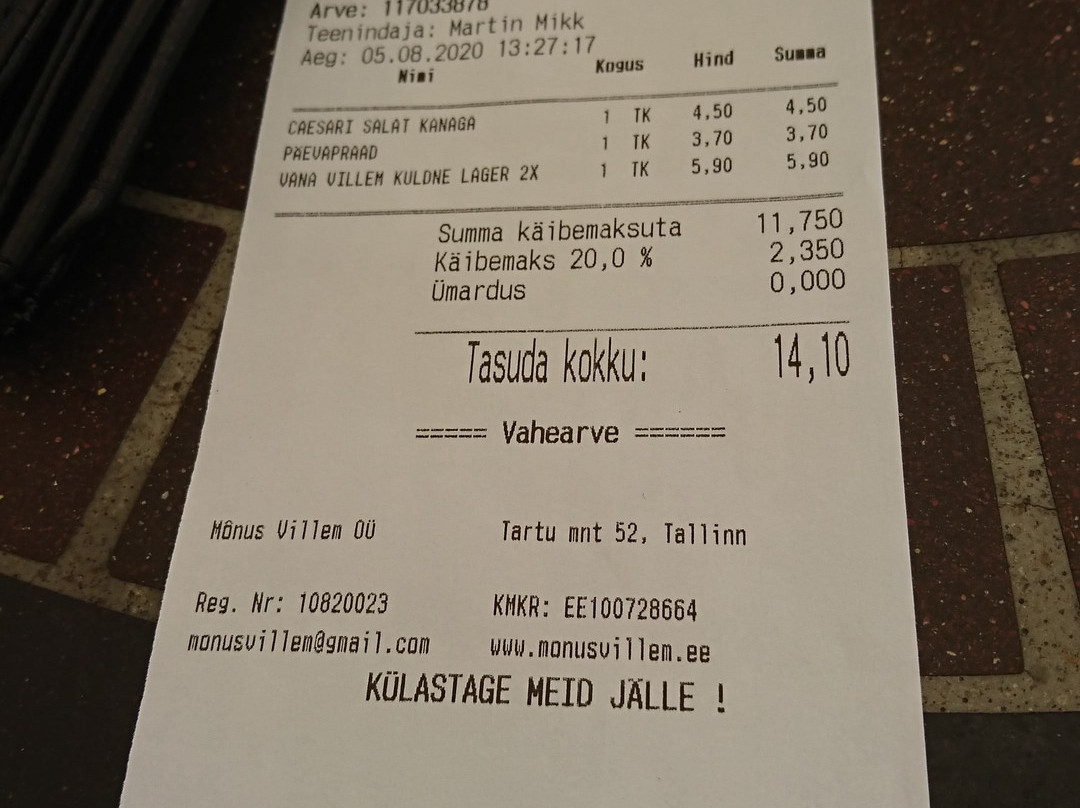 Arve: 117033878
Teenindaja: Martin Mikk
Aeg: 05.08.2020 13:27:17
Nimi Kogus Hind Summa
CAESARI SALAT KANAGA 1 TK 4,50 4,50
PÄEVAPRAAD 1 TK 3,70 3,70
VANA VILLEM KULDNE LAGER 2X 1 TK 5,90 5,90
Summa käibemaksuta 11,750
Käibemaks 20,0 % 2,350
Ümardus 0,000
Tasuda kokku: 14,10
===== Vahearve ======
Mõnus Villem OÜ Tartu mnt 52, Tallinn
Reg. Nr: 10820023 KMKR: EE100728664
monusvillem@gmail.com www.monusvillem.ee
KÜLASTAGE MEID JÄLLE !